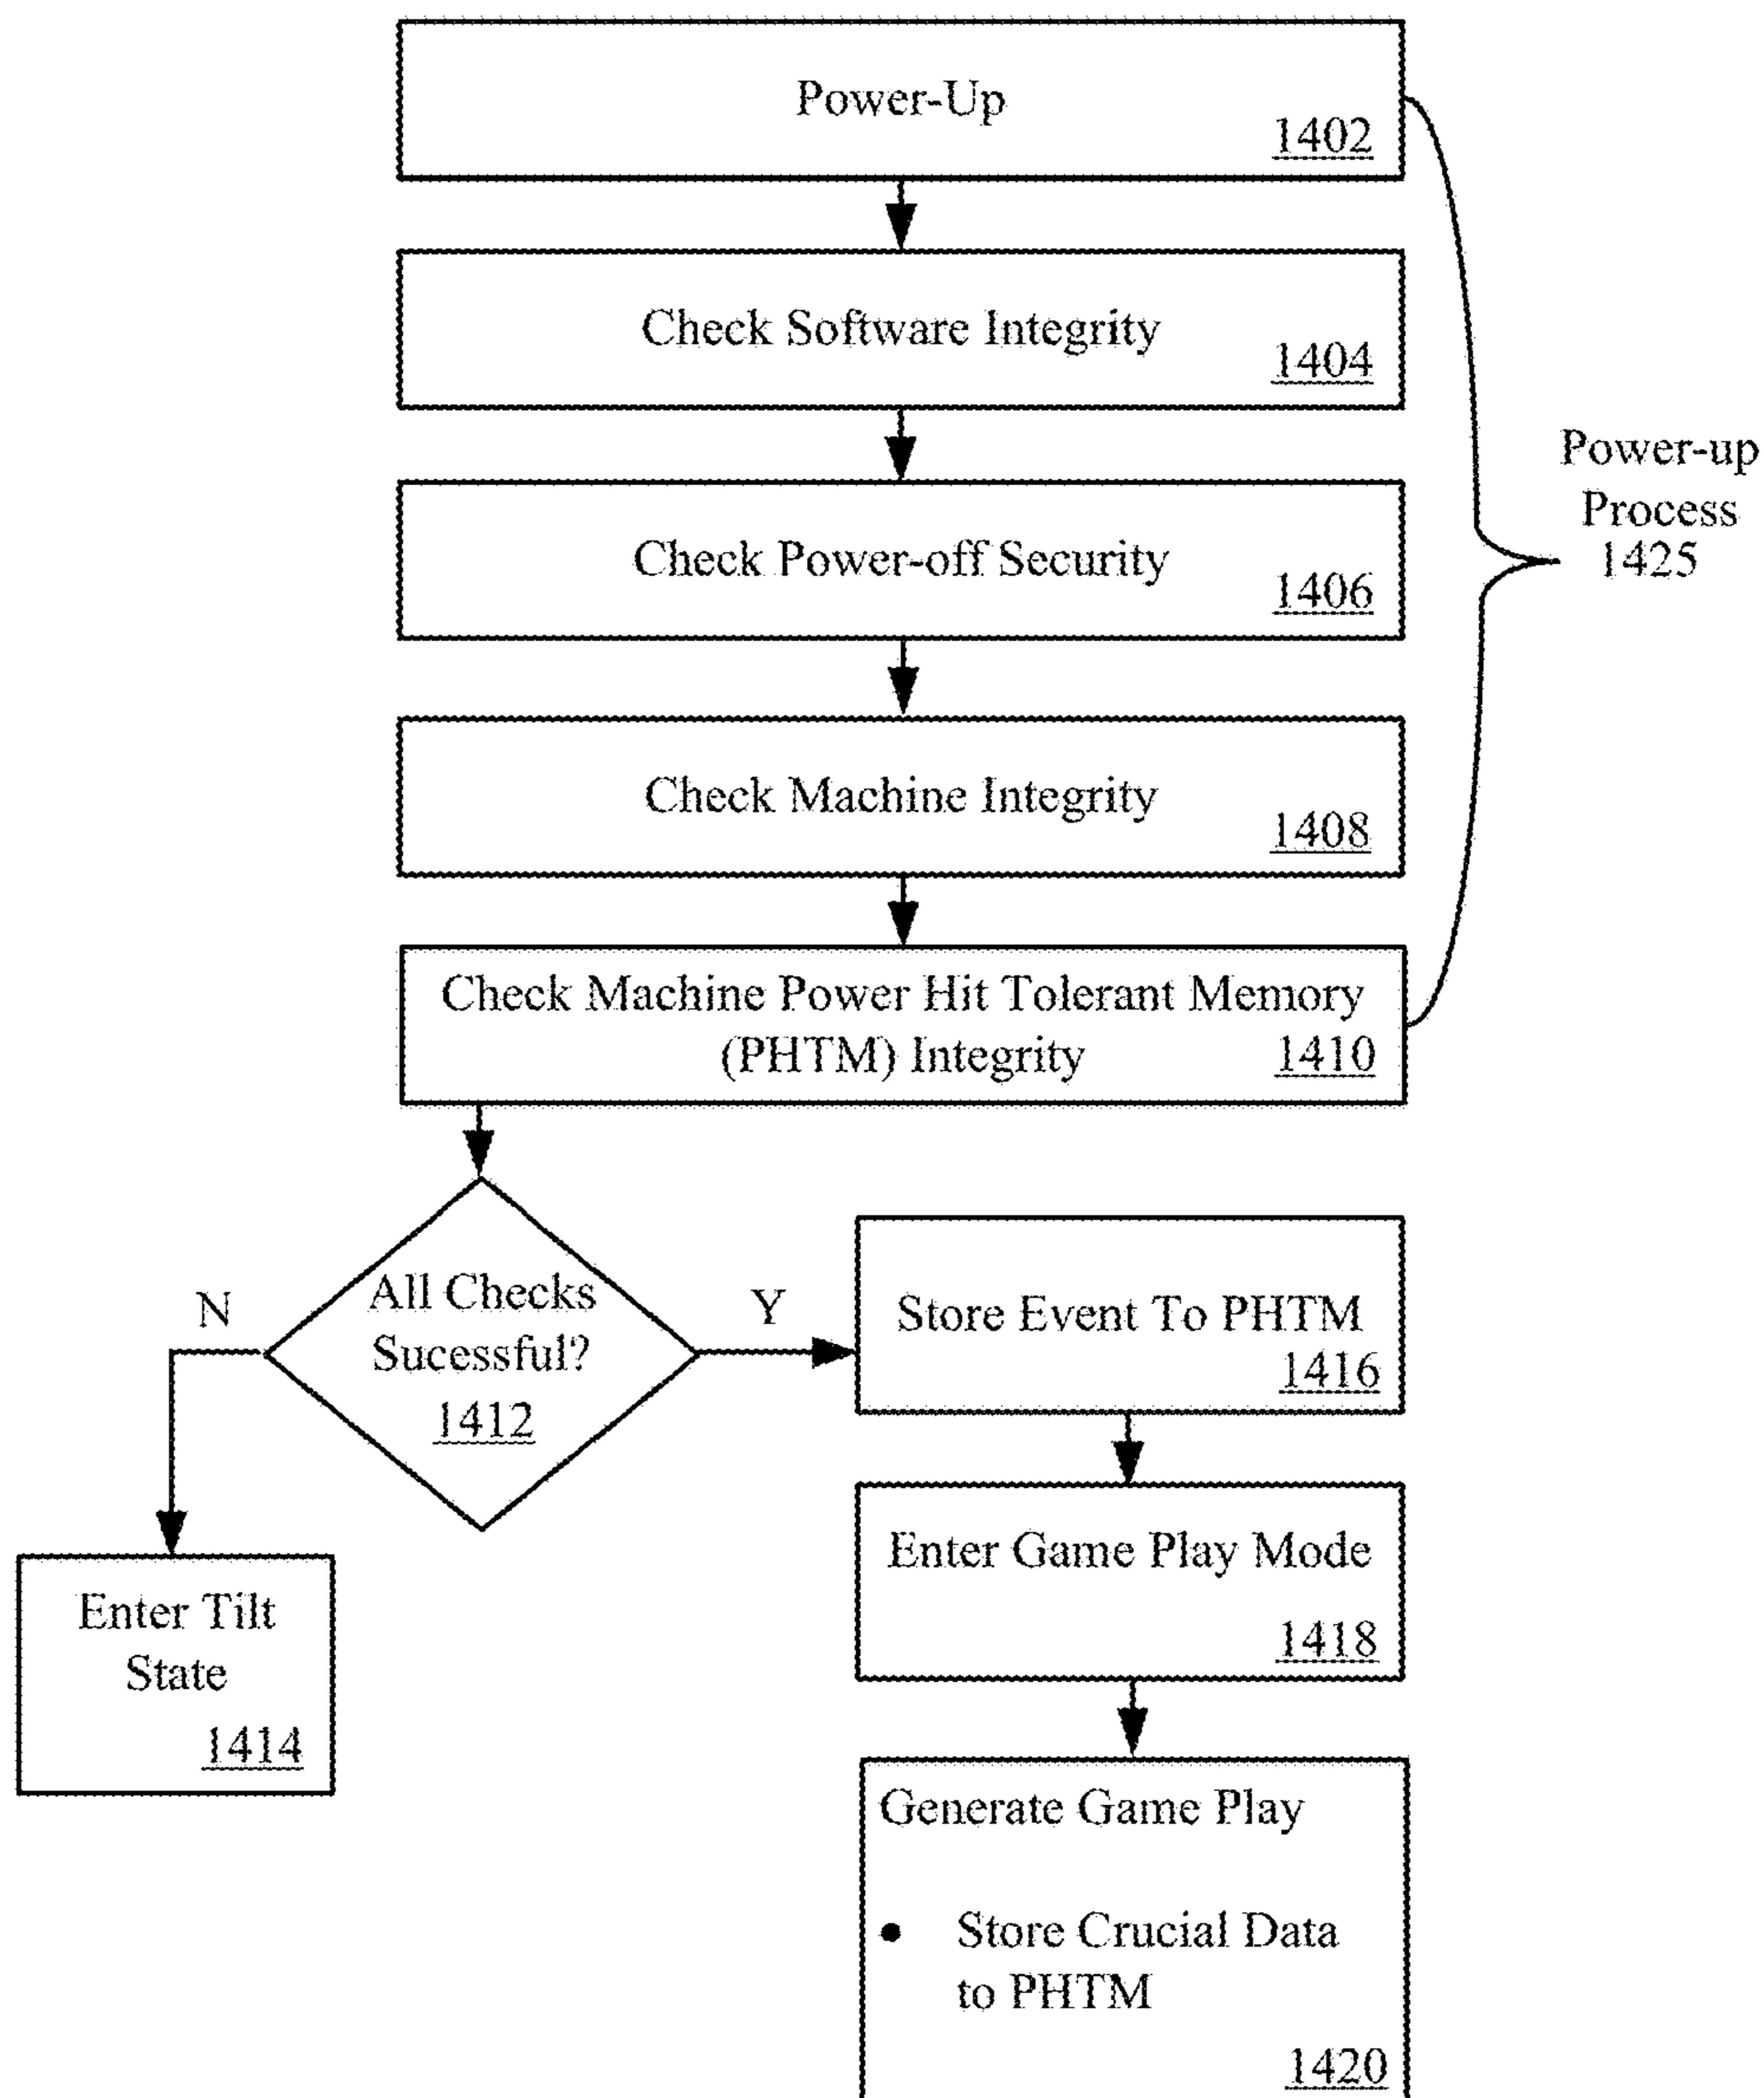 Power-Up
1402
Check Software Integrity
1404
Power-up
Process
1425
Check Power-off Security
1406
Check Machine Integrity
1408
Check Machine Power Hit Tolerant Memory
(PHTM) Integrity
1410
N
All Checks
Sucessful?
1412
Y
Store Event To PHTM
1416
Enter Game Play Mode
1418
Enter Tilt
State
1414
Generate Game Play
• Store Crucial Data
to PHTM
1420